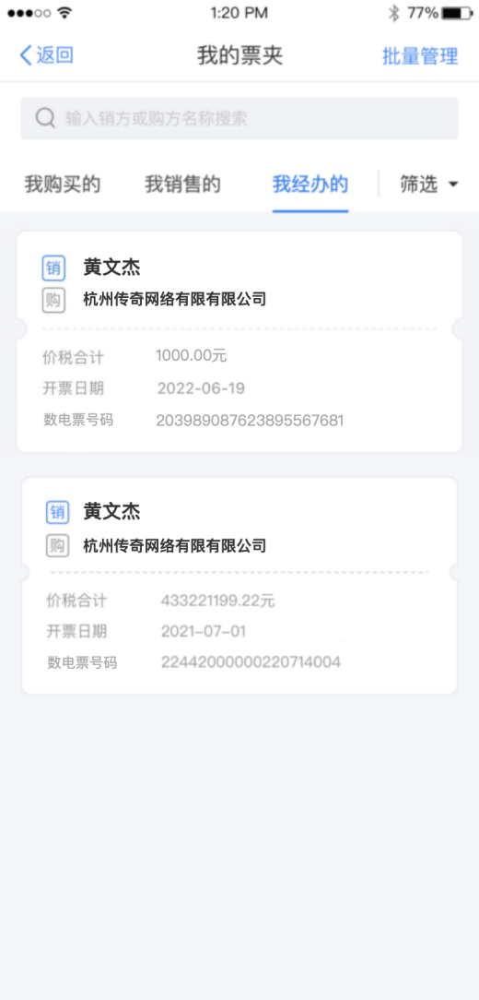 1:20 PM 77%
返回 我的票夹 批量管理
输入销方或购方名称搜索
我购买的 我销售的 我经办的 筛选
销 黄文杰
购 杭州传奇网络有限有限公司
价税合计 1000.00元
开票日期 2022-06-19
数电票号码 203989087623895567681
销 黄文杰
购 杭州传奇网络有限有限公司
价税合计 433221199.22元
开票日期 2021-07-01
数电票号码 22442000000220714004